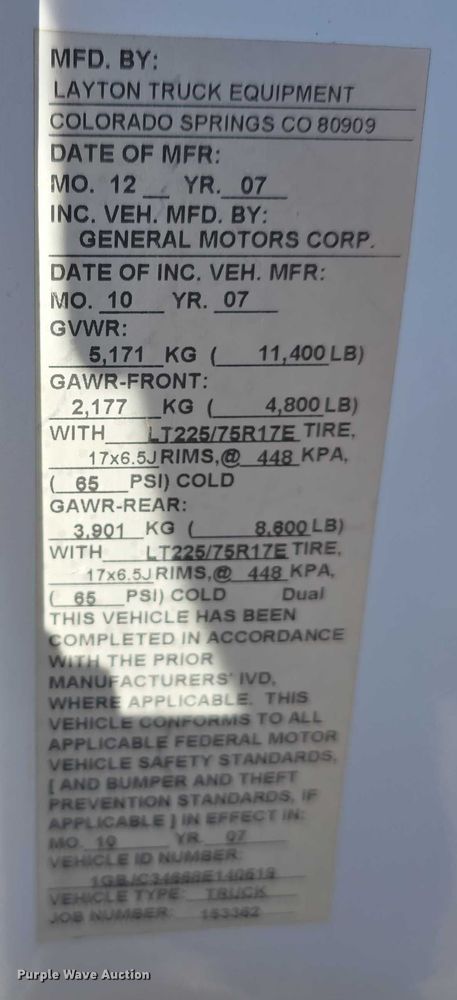 MFD. BY:
LAYTON TRUCK EQUIPMENT
COLORADO SPRINGS CO 80909
DATE OF MFR:
MO. 12 YR. 07
INC. VEH. MFD. BY:
GENERAL MOTORS CORP.
DATE OF INC. VEH. MFR:
MO. 10 YR. 07
GVWR:
5,171 KG ( 11,400 LB)
GAWR-FRONT:
2,177 KG ( 4,800 LB)
WITH LT225/75R17E TIRE,
17x6.5J RIMS,@ 448 KPA,
( 65 PSI) COLD
GAWR-REAR:
3,901 KG ( 8,600 LB)
WITH LT225/75R17E TIRE,
17x6.5J RIMS,@ 448 KPA,
( 65 PSI) COLD Dual
THIS VEHICLE HAS BEEN
COMPLETED IN ACCORDANCE
WITH THE PRIOR
MANUFACTURERS' IVD,
WHERE APPLICABLE. THIS
VEHICLE CONFORMS TO ALL
APPLICABLE FEDERAL MOTOR
VEHICLE SAFETY STANDARDS,
[ AND BUMPER AND THEFT
PREVENTION STANDARDS, IF
APPLICABLE ] IN EFFECT IN:
MO. 10 YR. 07
VEHICLE ID NUMBER:
VEHICLE TYPE: TRUCK
JOB NUMBER: 153362
Purple Wave Auction